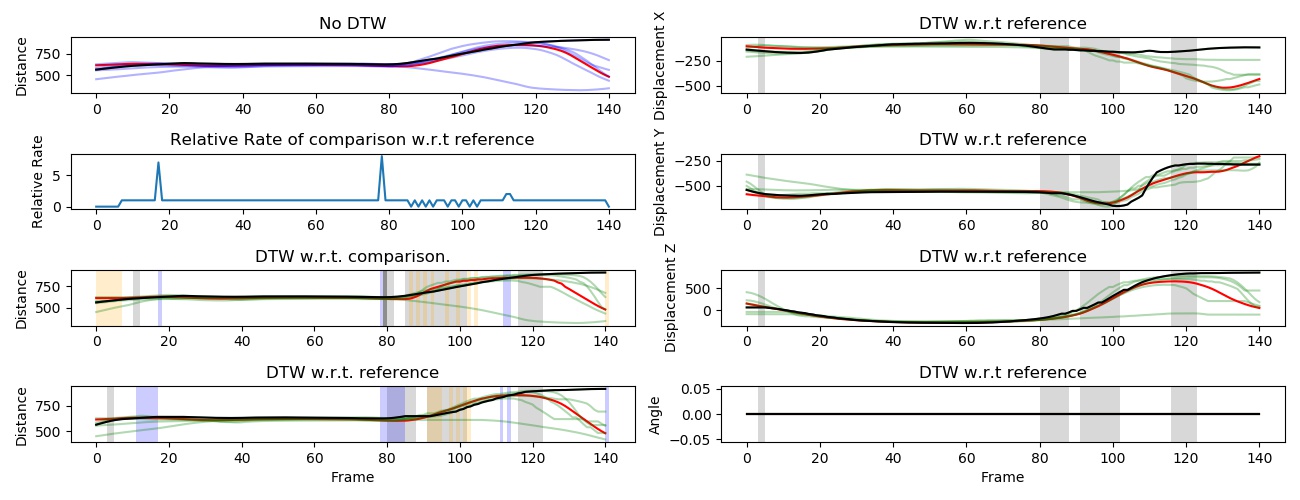 No DTW
Distance
750
500
0 20 40 60 80 100 120 140
Relative Rate of comparison w.r.t reference
Relative Rate
5
0
0 20 40 60 80 100 120 140
DTW w.r.t. comparison.
Distance
750
500
0 20 40 60 80 100 120 140
DTW w.r.t. reference
Distance
750
500
0 20 40 60 80 100 120 140
Frame
DTW w.r.t reference
Displacement X
−250
−500
0 20 40 60 80 100 120 140
DTW w.r.t reference
Displacement Y
−250
−500
0 20 40 60 80 100 120 140
DTW w.r.t reference
Displacement Z
500
0
0 20 40 60 80 100 120 140
DTW w.r.t reference
Angle
0.05
0.00
−0.05
0 20 40 60 80 100 120 140
Frame